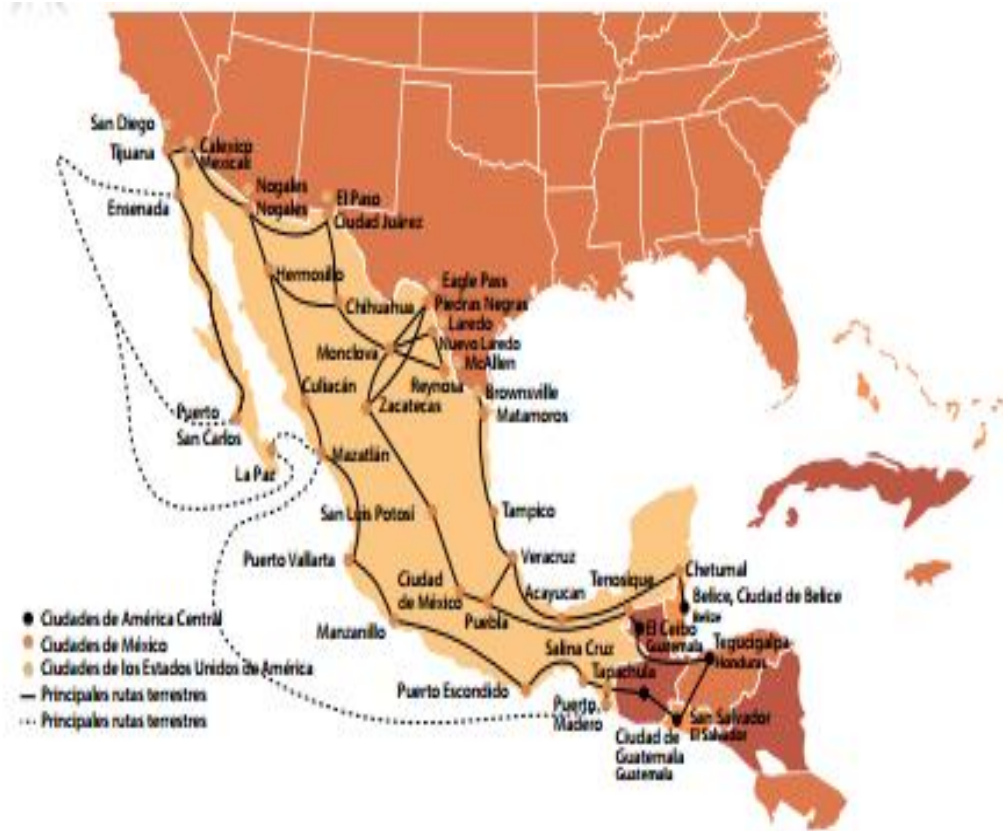 San Diego
Tijuana
Calexico
Mexicali
Ensenada
Nogales
Nogales
El Paso
Ciudad Juárez
Hermosillo
Chihuahua
Eagle Pass
Piedras Negras
Laredo
Nuevo Laredo
McAllen
Monclova
Reynosa
Brownsville
Matamoros
Culiacán
Zacatecas
Puerto
San Carlos
La Paz
Mazatlán
San Luis Potosí
Tampico
Puerto Vallarta
Veracruz
Ciudad
de México
Puebla
Acayucan
Tenosique
Chetumal
Belice, Ciudad de Belice
Belice
Manzanillo
El Ceibo
Guatemala
Tegucigalpa
Honduras
Salina Cruz
Tapachula
Puerto Escondido
Puerto
Madero
San Salvador
El Salvador
Ciudad de
Guatemala
Guatemala
Ciudades de América Central
Ciudades de México
Ciudades de los Estados Unidos de América
Principales rutas terrestres
Principales rutas terrestres